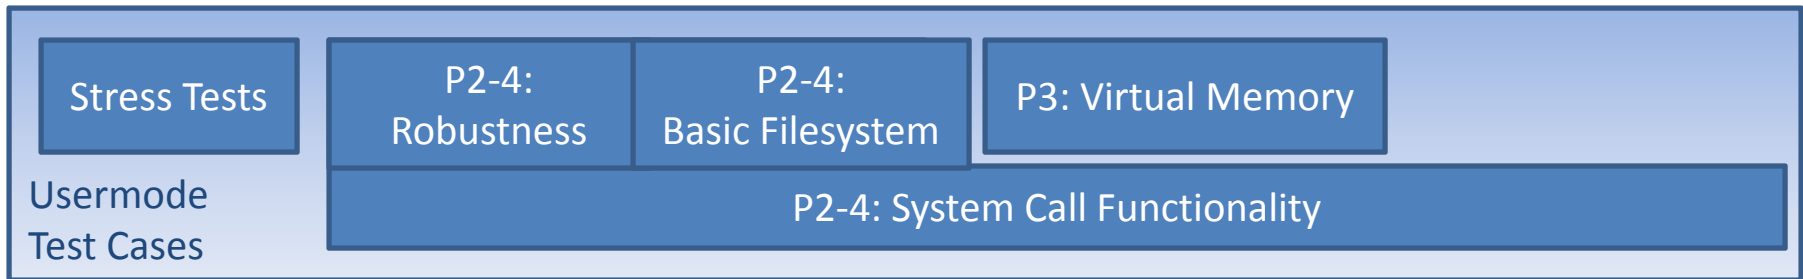 Stress Tests
P2-4:
Robustness
P2-4:
Basic Filesystem
P3: Virtual Memory
Usermode
Test Cases
P2-4: System Call Functionality